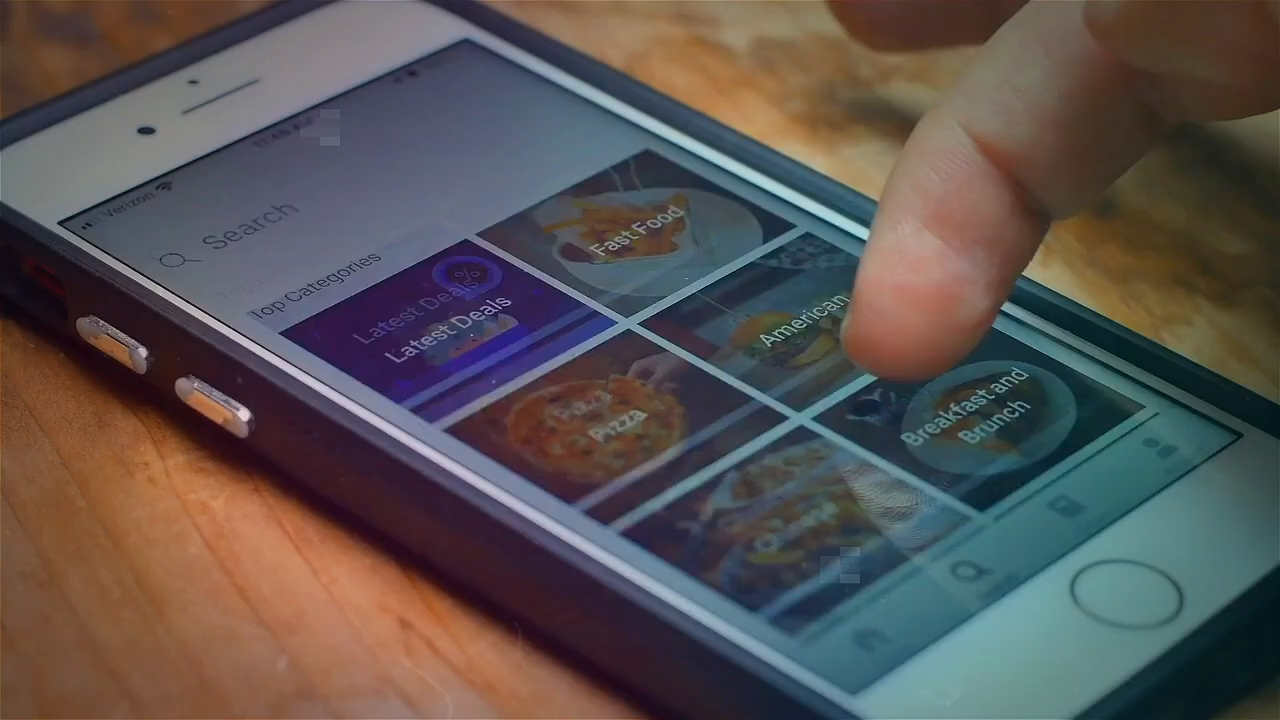 Verizon
Search
Top Categories
Latest Deals
Latest Deals
Fast Food
Pizza
Pizza
American
Breakfast and
Brunch